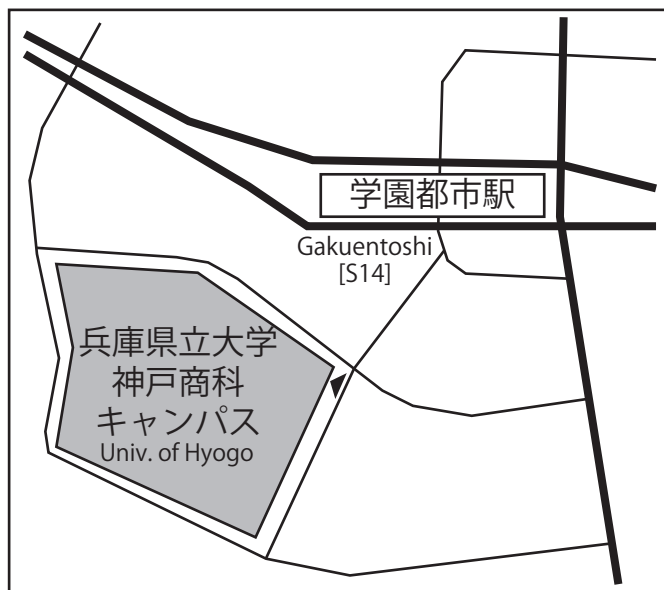 学園都市駅
Gakuentoshi
[S14]
兵庫県立大学
神戸商科
キャンパス
Univ. of Hyogo